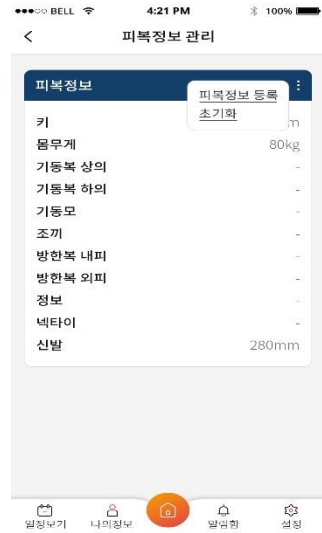 BELL 4:21 PM 100%
피복정보 관리
피복정보
피복정보 등록
초기화
키 m
몸무게 80kg
기동복 상의 -
기동복 하의 -
기동모 -
조끼 -
방한복 내피 -
방한복 외피 -
정보 -
넥타이 -
신발 280mm
일정보기 나의정보 알림함 설정